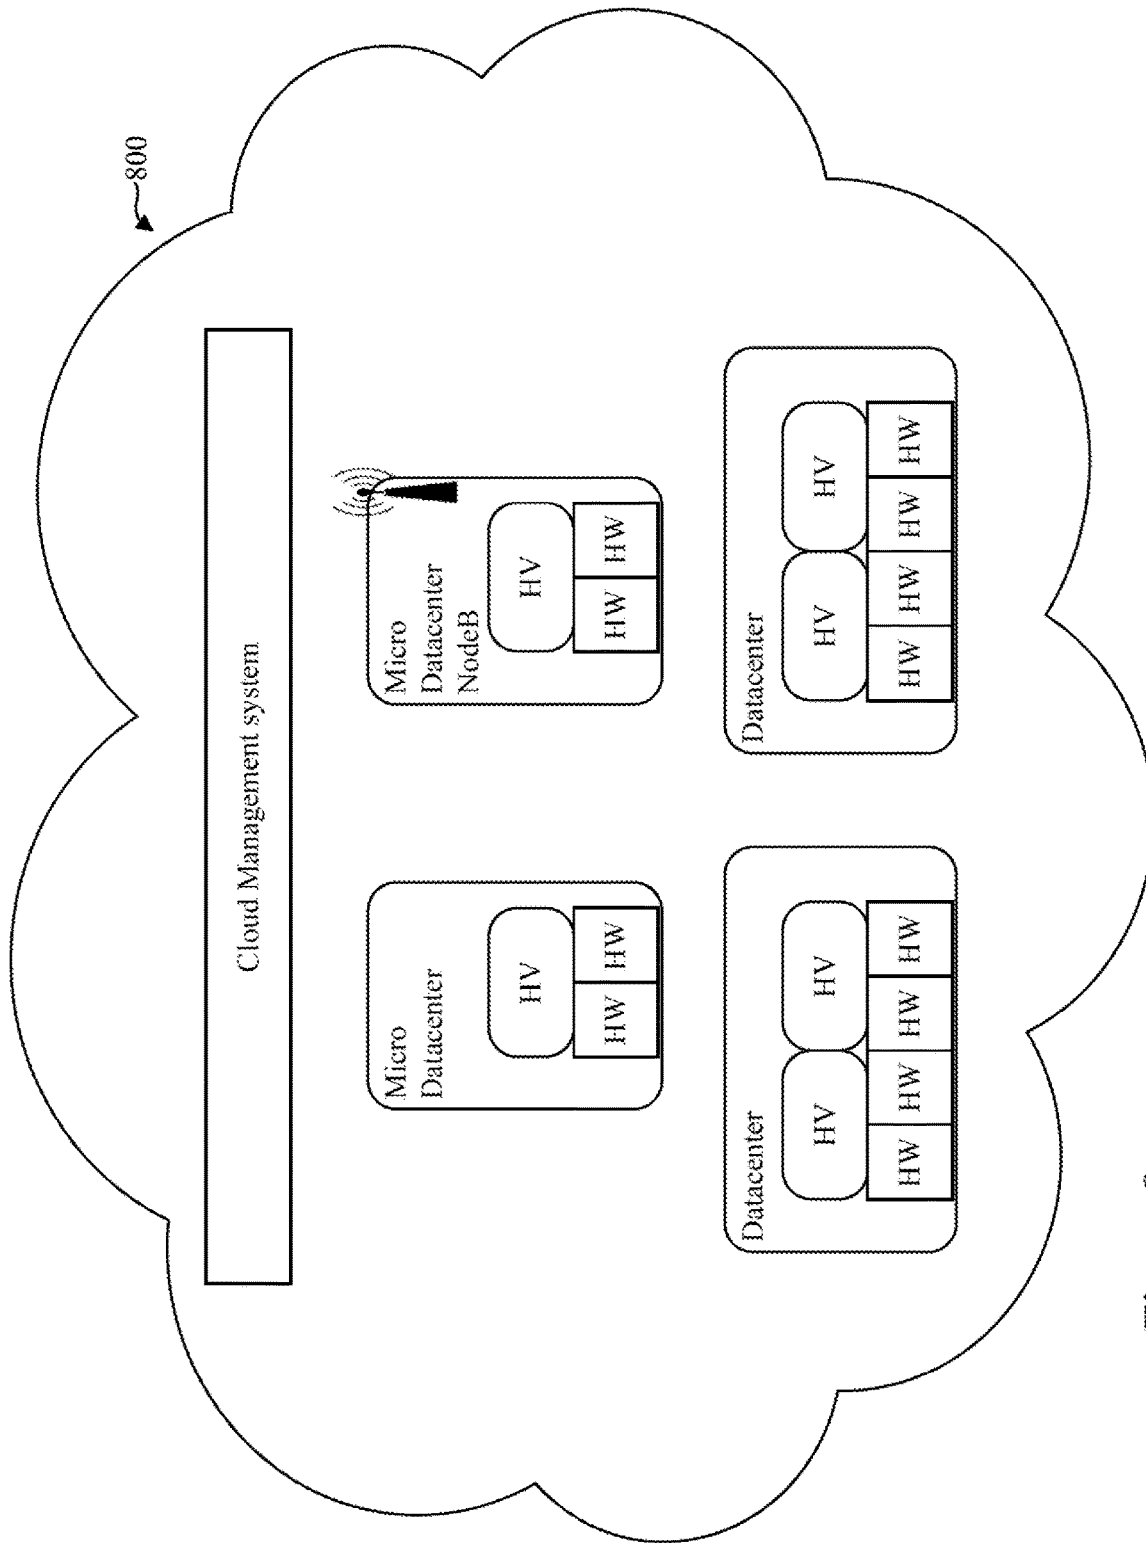 800
Cloud Management system
Micro
Datacenter
HV
HW
HW
Micro
Datacenter
NodeB
HV
HW
HW
Datacenter
HV
HV
HW
HW
HW
HW
Datacenter
HV
HV
HW
HW
HW
HW